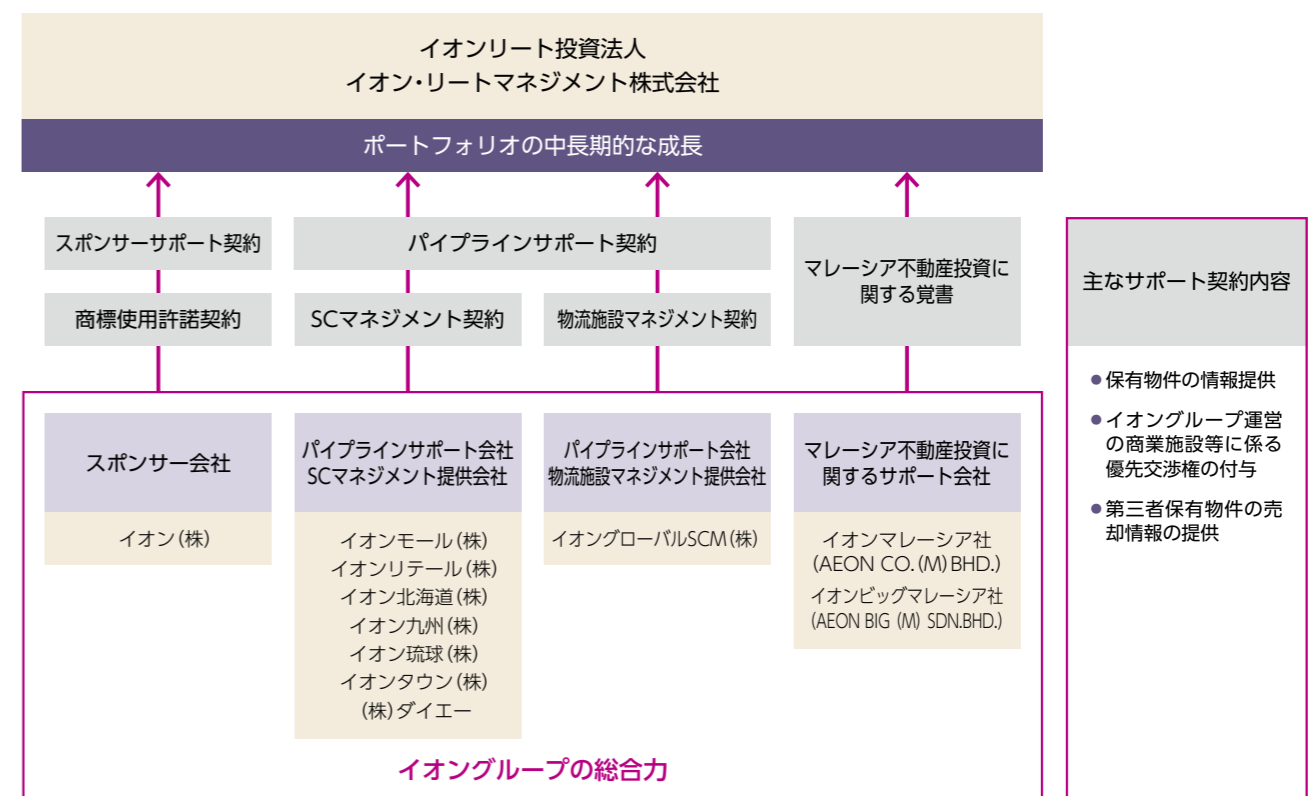 イオンリート投資法人
イオン・リートマネジメント株式会社
ポートフォリオの中長期的な成長
スポンサーサポート契約
パイプラインサポート契約
マレーシア不動産投資に
関する覚書
商標使用許諾契約
SCマネジメント契約
物流施設マネジメント契約
スポンサー会社
パイプラインサポート会社
SCマネジメント提供会社
パイプラインサポート会社
物流施設マネジメント提供会社
マレーシア不動産投資に
関するサポート会社
イオン(株)
イオンモール(株)
イオンリテール(株)
イオン北海道(株)
イオン九州(株)
イオン琉球(株)
イオンタウン(株)
(株)ダイエー
イオングローバルSCM(株)
イオンマレーシア社
(AEON CO.(M)BHD.)
イオンビッグマレーシア社
(AEON BIG (M) SDN.BHD.)
イオングループの総合力
主なサポート契約内容
●保有物件の情報提供
●イオングループ運営
の商業施設等に係る
優先交渉権の付与
●第三者保有物件の売
却情報の提供